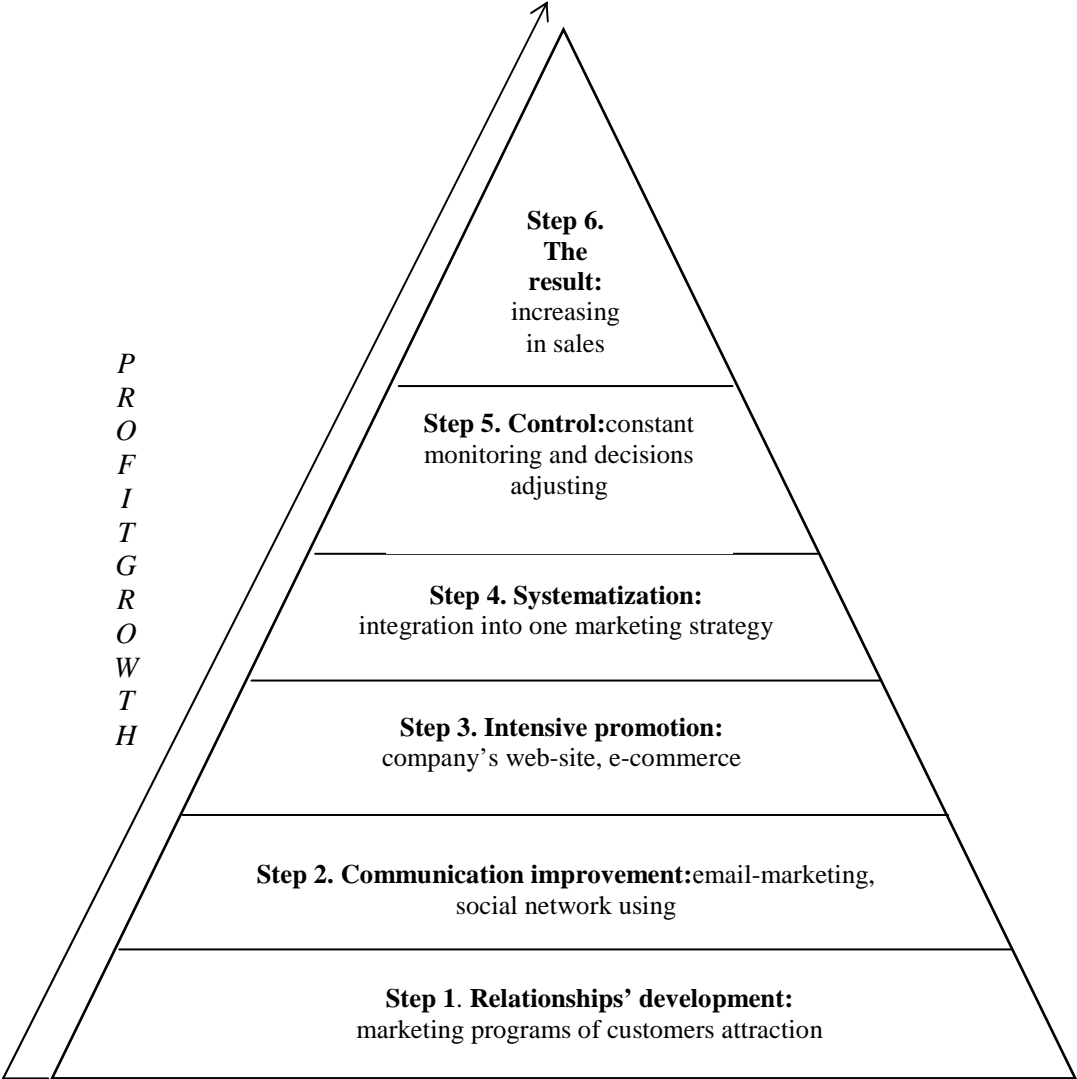 Step 6.
The
result:
increasing
in sales
P
R
O
F
I
T
G
R
O
W
T
H
Step 5. Control:constant
monitoring and decisions
adjusting
Step 4. Systematization:
integration into one marketing strategy
Step 3. Intensive promotion:
company’s web-site, e-commerce
Step 2. Communication improvement:email-marketing,
social network using
Step 1. Relationships’ development:
marketing programs of customers attraction